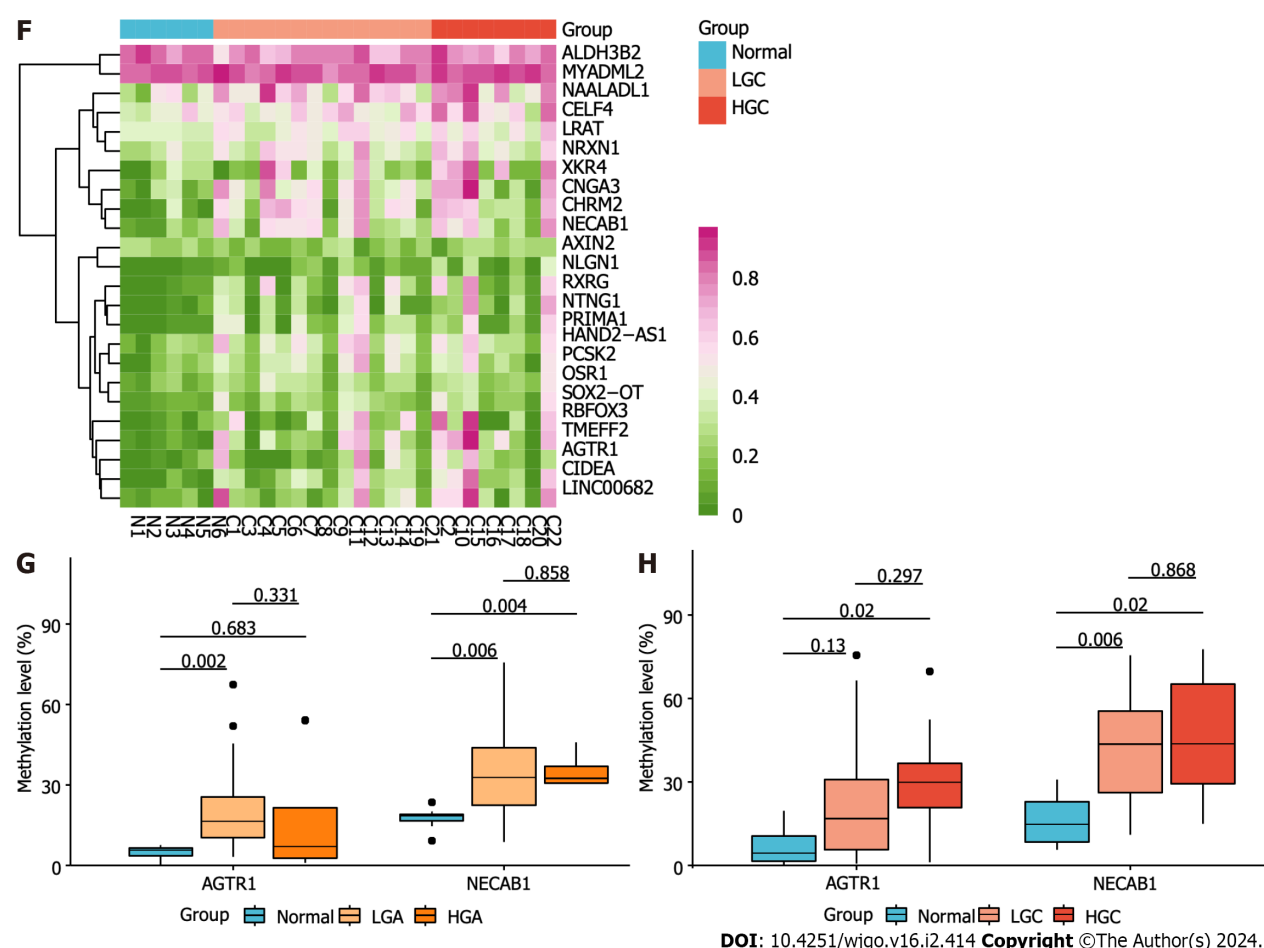 F
Group
ALDH3B2
MYADML2
NAALADL1
CELF4
LRAT
NRXN1
XKR4
CNGA3
CHRM2
NECAB1
AXIN2
NLGN1
RXRG
NTNG1
PRIMA1
HAND2−AS1
PCSK2
OSR1
SOX2−OT
RBFOX3
TMEFF2
AGTR1
CIDEA
LINC00682
Group
Normal
LGC
HGC
0.8
0.6
0.4
0.2
0
N1 N2 N3 N4 N5 N6 C1 C3 C4 C5 C6 C7 C8 C9 C11 C12 C13 C14 C19 C21 C2 C10 C15 C16 C17 C18 C20 C22
G
Methylation level (%)
90
60
30
0
0.858
0.331
0.004
0.683
0.006
0.002
AGTR1 NECAB1
Group Normal LGA HGA
H
Methylation level (%)
90
60
30
0
0.297
0.868
0.02
0.02
0.13
0.006
AGTR1 NECAB1
Group Normal LGC HGC
DOI: 10.4251/wjgo.v16.i2.414 Copyright ©The Author(s) 2024.